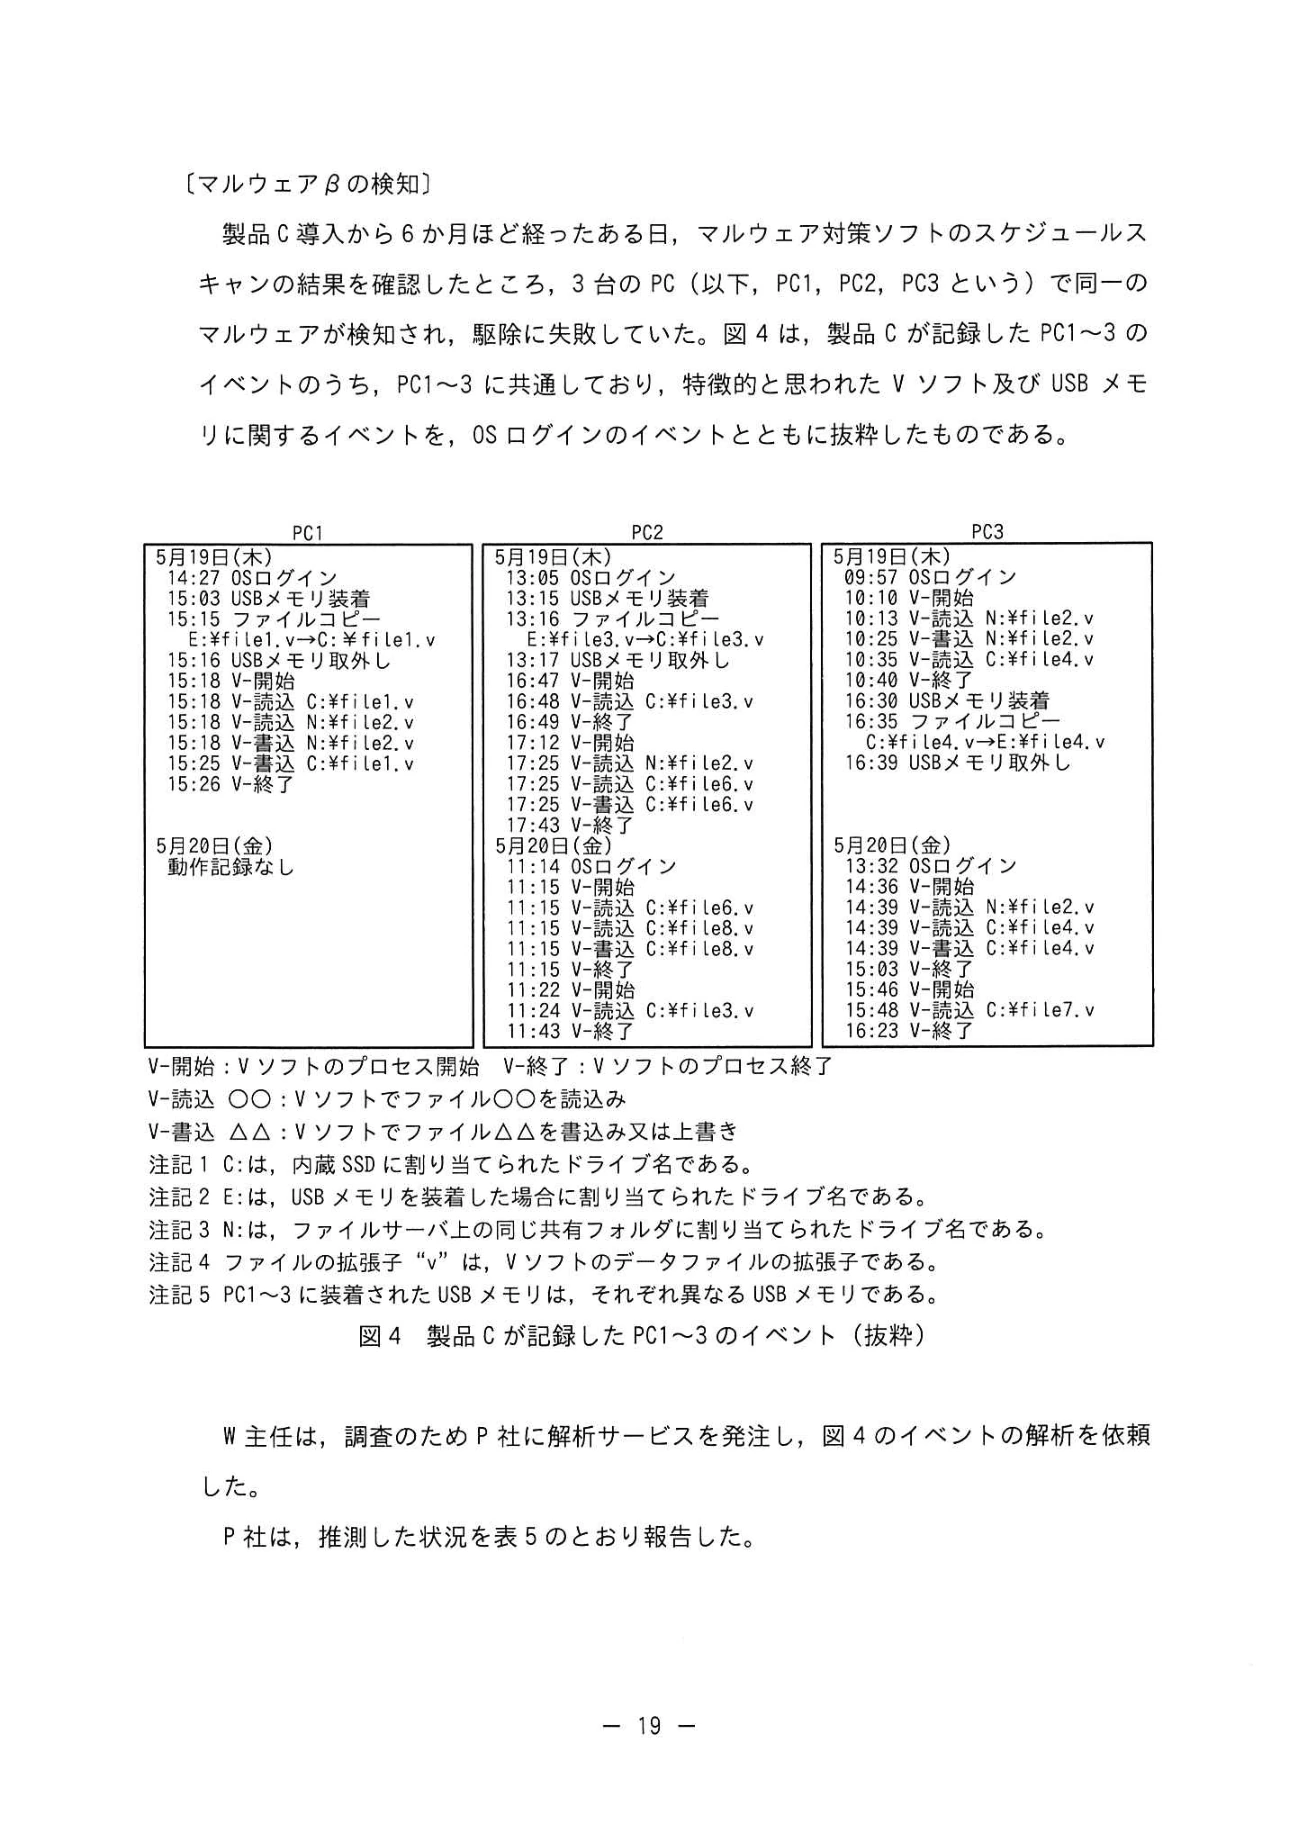 〔マルウェアβの検知〕
製品C導入から6か月ほど経ったある日，マルウェア対策ソフトのスケジュールス
キャンの結果を確認したところ，3台のPC（以下，PC1，PC2，PC3という）で同一の
マルウェアが検知され，駆除に失敗していた。図4は，製品Cが記録したPC1～3の
イベントのうち，PC1～3に共通しており，特徴的と思われたVソフト及びUSBメモ
リに関するイベントを，OSログインのイベントとともに抜粋したものである。
PC1
5月19日(木)
14:27 OSログイン
15:03 USBメモリ装着
15:15 ファイルコピー
E:¥file1.v→C:¥file1.v
15:16 USBメモリ取外し
15:18 V-開始
15:18 V-読込 C:¥file1.v
15:18 V-読込 N:¥file2.v
15:18 V-書込 N:¥file2.v
15:25 V-書込 C:¥file1.v
15:26 V-終了
5月20日(金)
動作記録なし
PC2
5月19日(木)
13:05 OSログイン
13:15 USBメモリ装着
13:16 ファイルコピー
E:¥file3.v→C:¥file3.v
13:17 USBメモリ取外し
16:47 V-開始
16:48 V-読込 C:¥file3.v
16:49 V-終了
17:12 V-開始
17:25 V-読込 N:¥file2.v
17:25 V-読込 C:¥file6.v
17:25 V-書込 C:¥file6.v
17:43 V-終了
5月20日(金)
11:14 OSログイン
11:15 V-開始
11:15 V-読込 C:¥file6.v
11:15 V-読込 C:¥file8.v
11:15 V-書込 C:¥file8.v
11:15 V-終了
11:22 V-開始
11:24 V-読込 C:¥file3.v
11:43 V-終了
PC3
5月19日(木)
09:57 OSログイン
10:10 V-開始
10:13 V-読込 N:¥file2.v
10:25 V-書込 N:¥file2.v
10:35 V-読込 C:¥file4.v
10:40 V-終了
16:30 USBメモリ装着
16:35 ファイルコピー
C:¥file4.v→E:¥file4.v
16:39 USBメモリ取外し
5月20日(金)
13:32 OSログイン
14:36 V-開始
14:39 V-読込 N:¥file2.v
14:39 V-読込 C:¥file4.v
14:39 V-書込 C:¥file4.v
15:03 V-終了
15:46 V-開始
15:48 V-読込 C:¥file7.v
16:23 V-終了
V-開始：Vソフトのプロセス開始　V-終了：Vソフトのプロセス終了
V-読込 ○○：Vソフトでファイル○○を読込み
V-書込 △△：Vソフトでファイル△△を書込み又は上書き
注記1 C:は，内蔵SSDに割り当てられたドライブ名である。
注記2 E:は，USBメモリを装着した場合に割り当てられたドライブ名である。
注記3 N:は，ファイルサーバ上の同じ共有フォルダに割り当てられたドライブ名である。
注記4 ファイルの拡張子“v”は，Vソフトのデータファイルの拡張子である。
注記5 PC1～3に装着されたUSBメモリは，それぞれ異なるUSBメモリである。
図4　製品Cが記録したPC1～3のイベント（抜粋）
W主任は，調査のためP社に解析サービスを発注し，図4のイベントの解析を依頼
した。
P社は，推測した状況を表5のとおり報告した。
－ 19 －